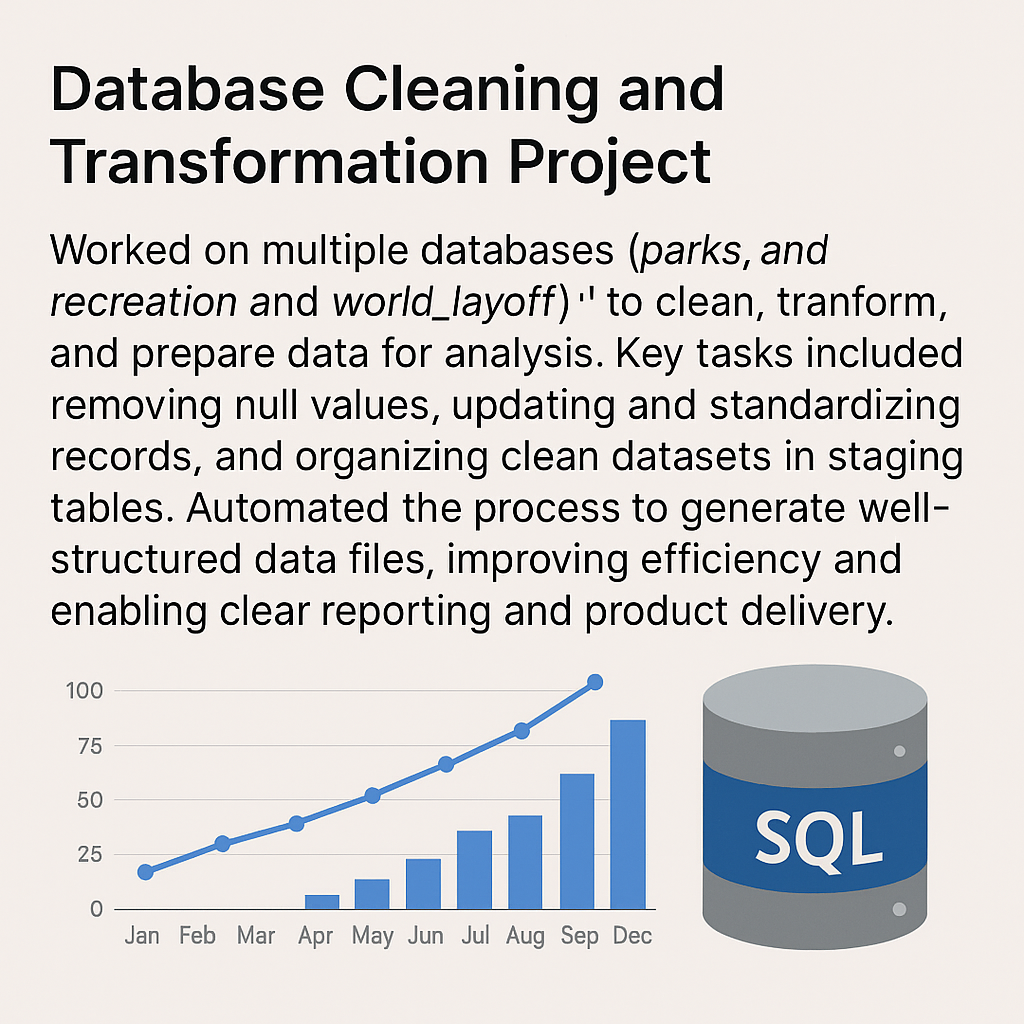 Database Cleaning and
Transformation Project
Worked on multiple databases (parks, and
recreation and world_layoff) '' to clean, tranform,
and prepare data for analysis. Key tasks included
removing null values, updating and standardizing
records, and organizing clean datasets in staging
tables. Automated the process to generate well-
structured data files, improving efficiency and
enabling clear reporting and product delivery.
100
75
50
25
0
Jan Feb Mar Apr May Jun Jul Aug Sep Dec
SQL